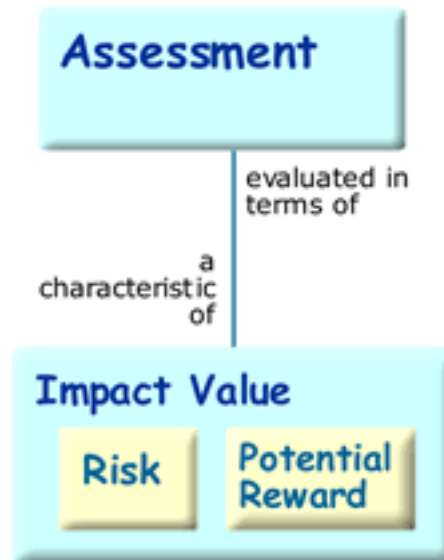 Assessment
evaluated in
terms of
a
characteristic
of
Impact Value
Risk
Potential
Reward